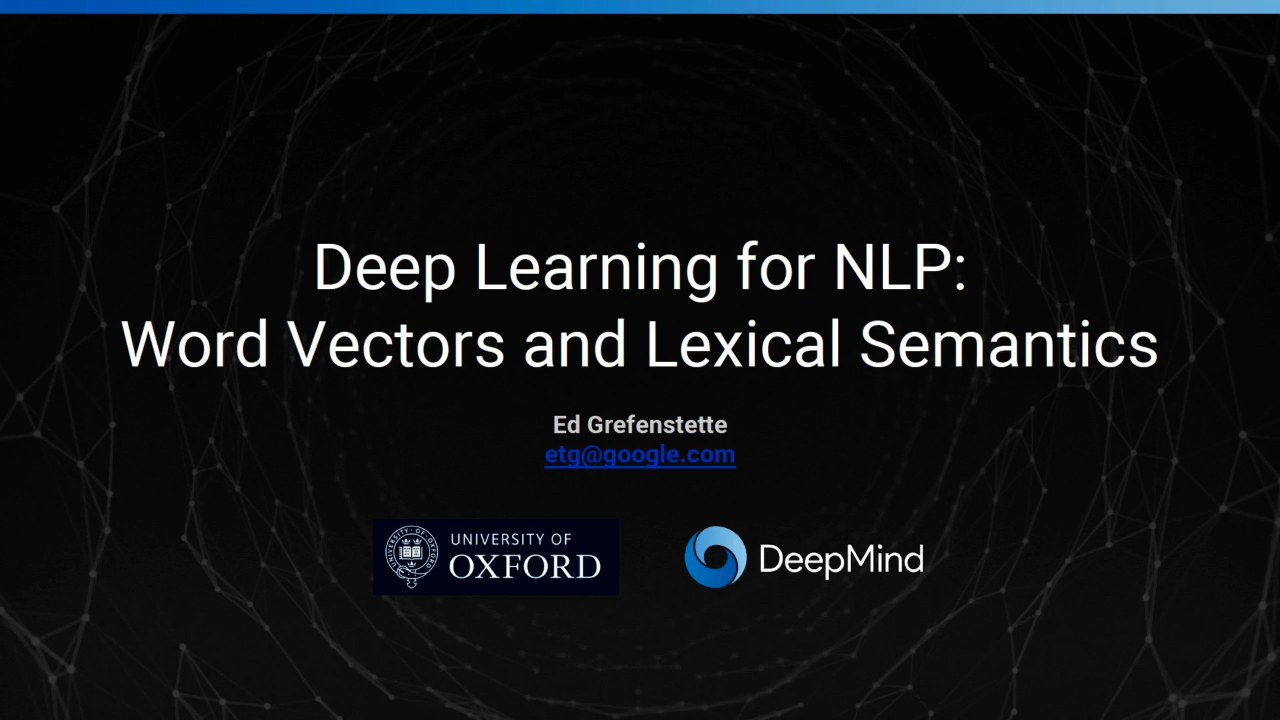 Deep Learning for NLP:
Word Vectors and Lexical Semantics
Ed Grefenstette
etg@google.com
UNIVERSITY OF
OXFORD
DeepMind